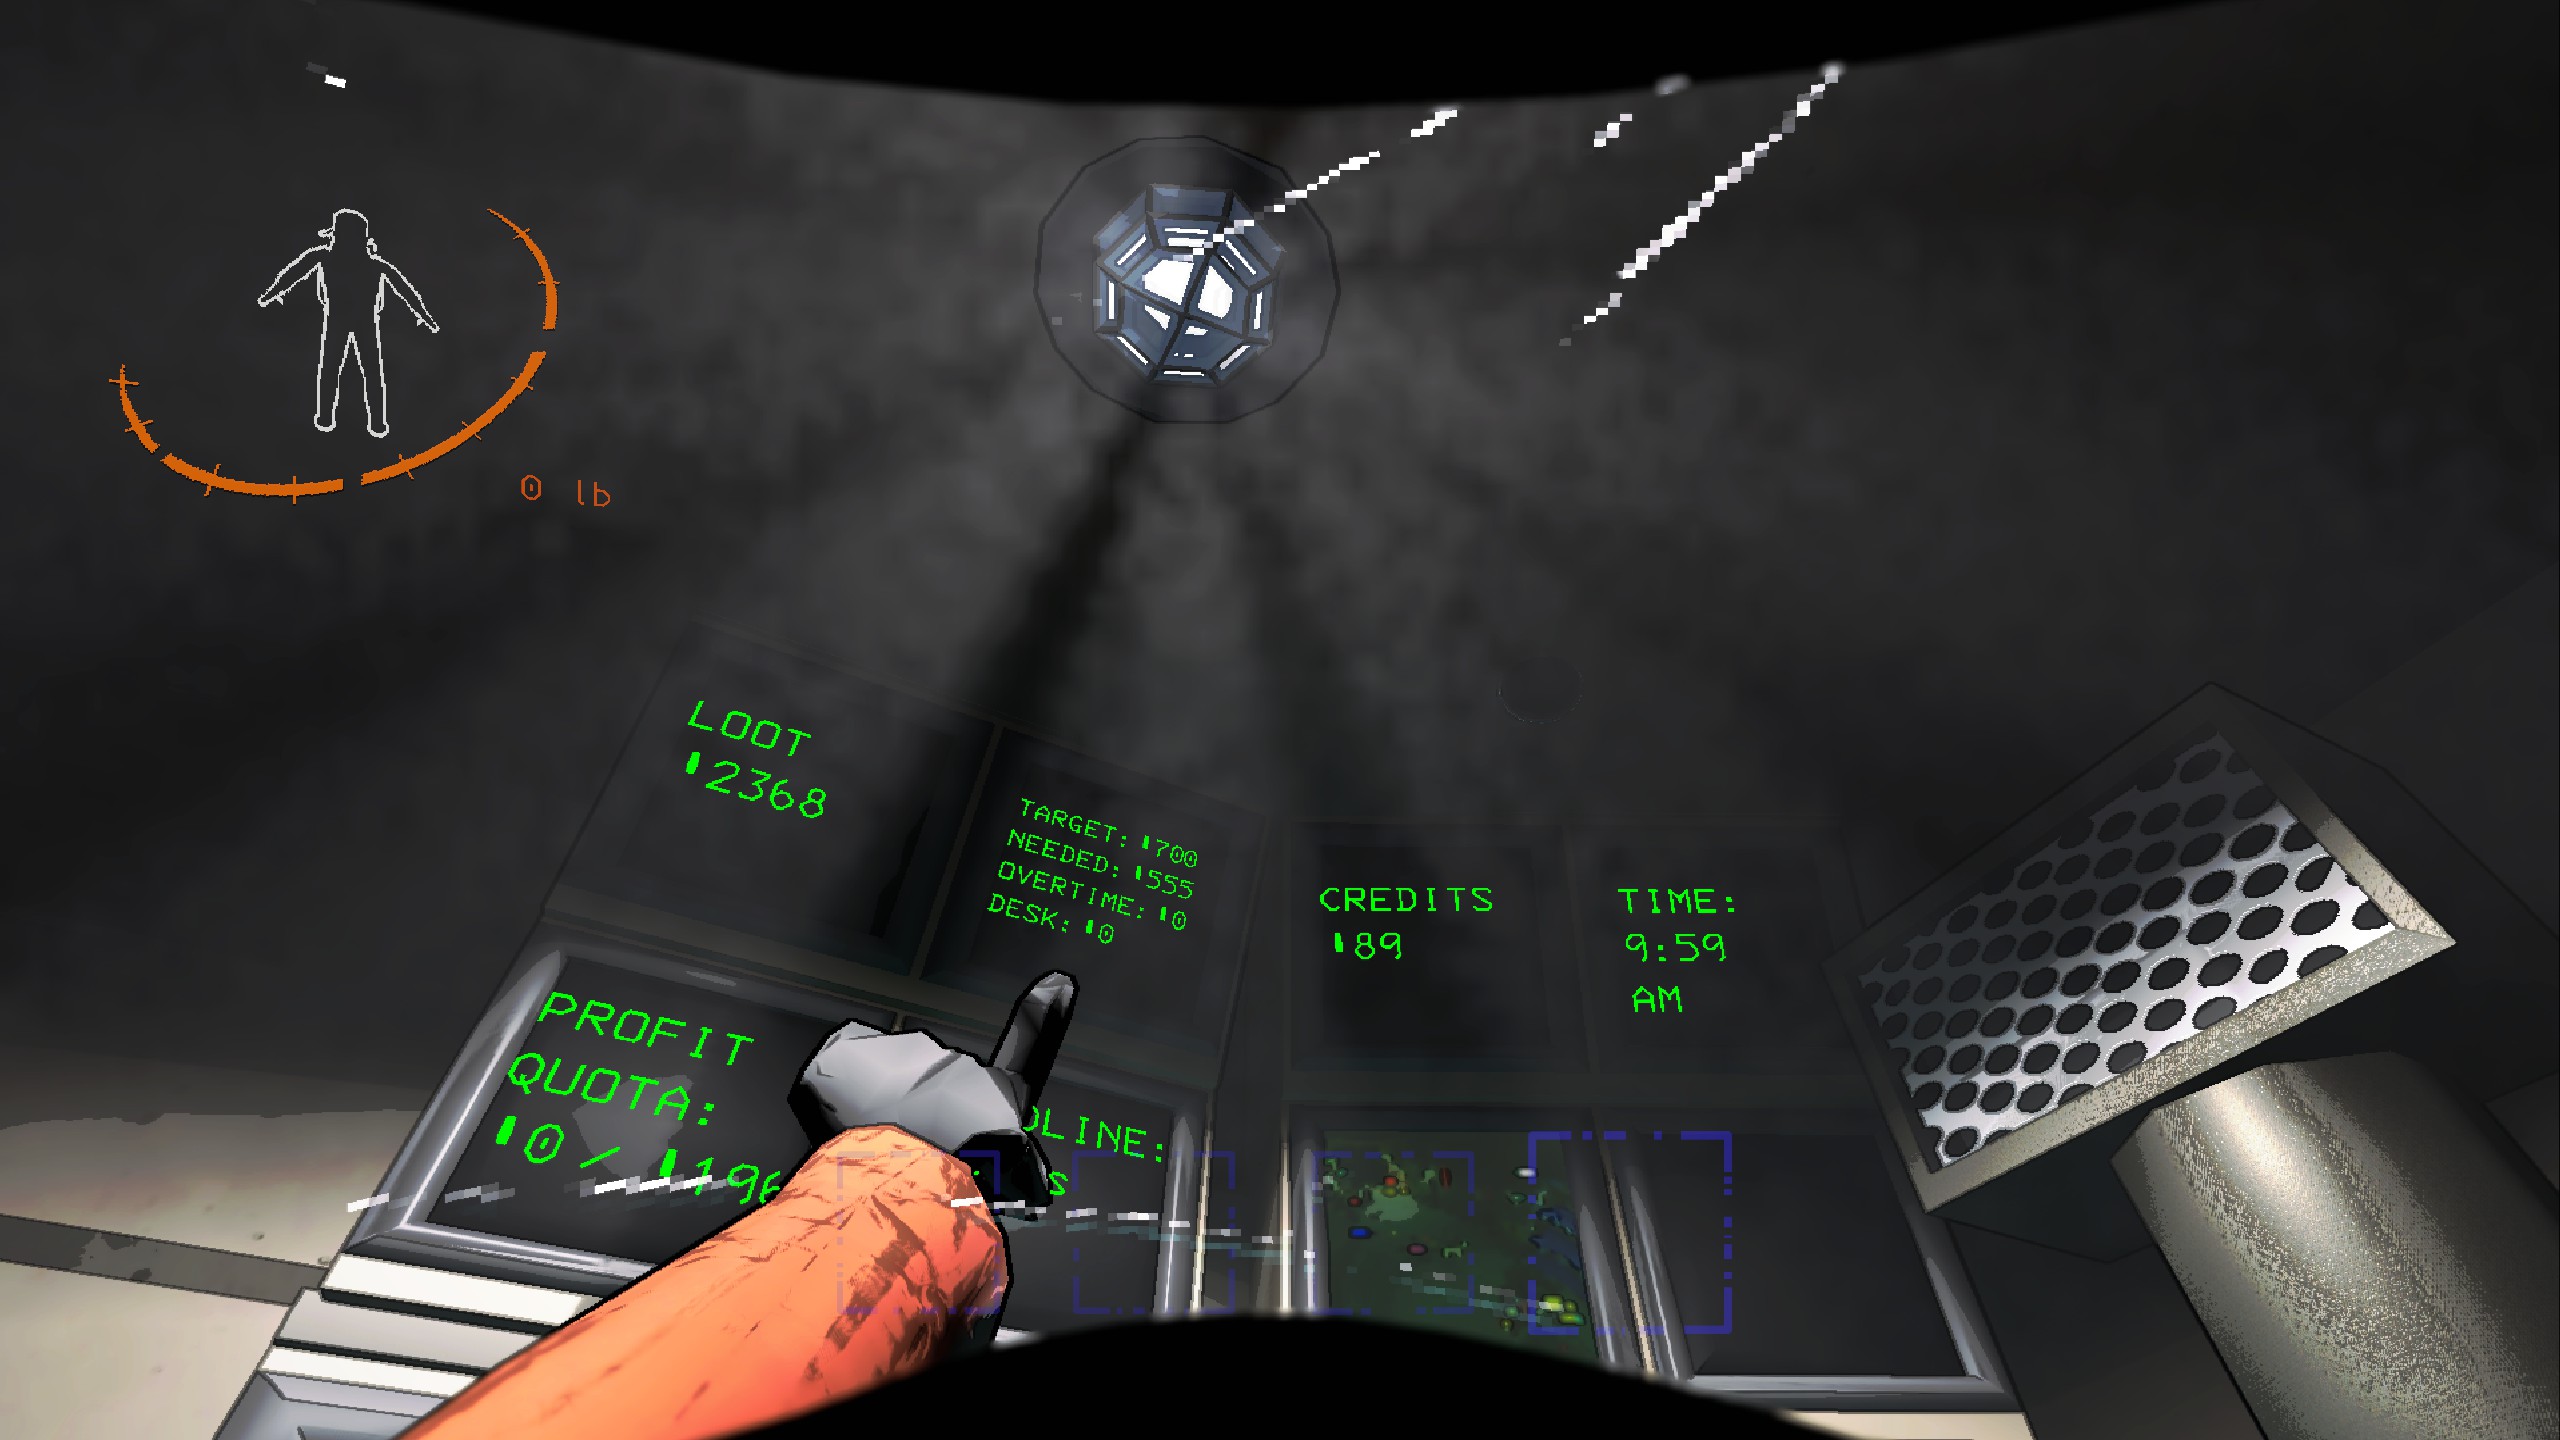 0 lb
LOOT
▮2368
TARGET: ▮700
NEEDED: ▮555
OVERTIME: ▮0
DESK: ▮0
CREDITS
▮89
TIME:
9:59
AM
PROFIT
QUOTA:
▮0 / ▮196